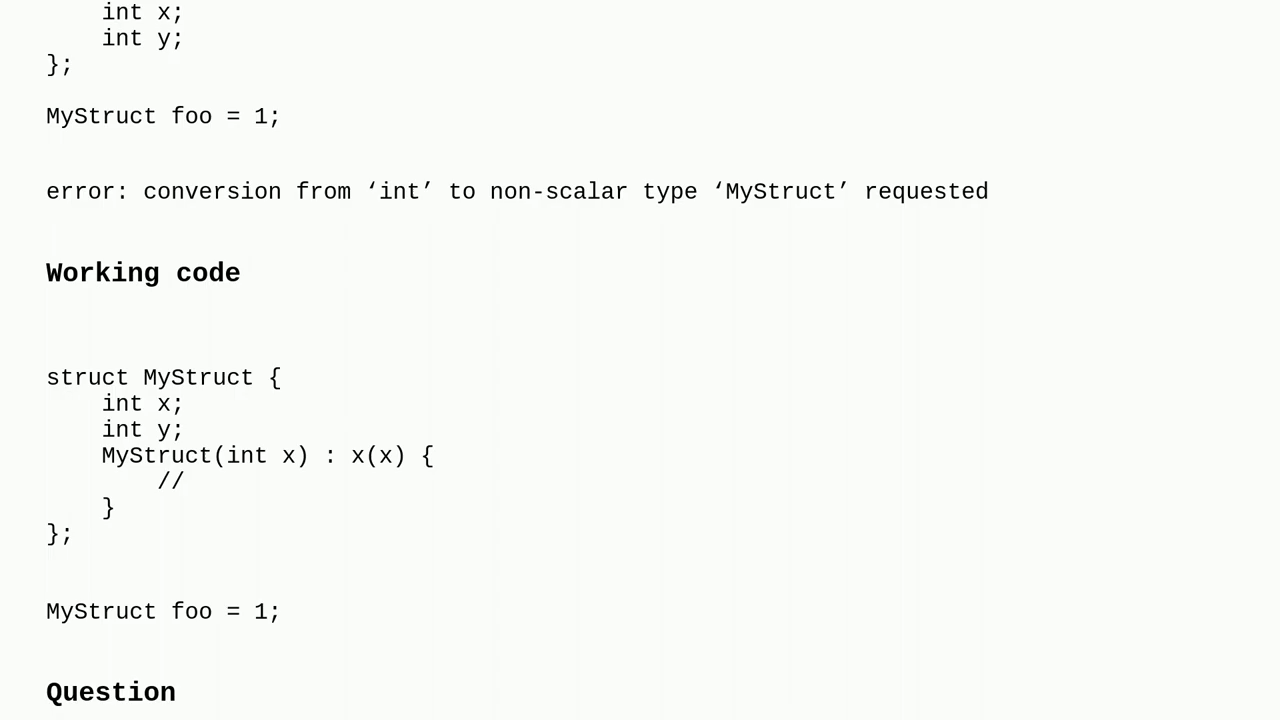 int x;
    int y;
};
MyStruct foo = 1;
error: conversion from ‘int’ to non-scalar type ‘MyStruct’ requested
Working code
struct MyStruct {
    int x;
    int y;
    MyStruct(int x) : x(x) {
        //
    }
};
MyStruct foo = 1;
Question